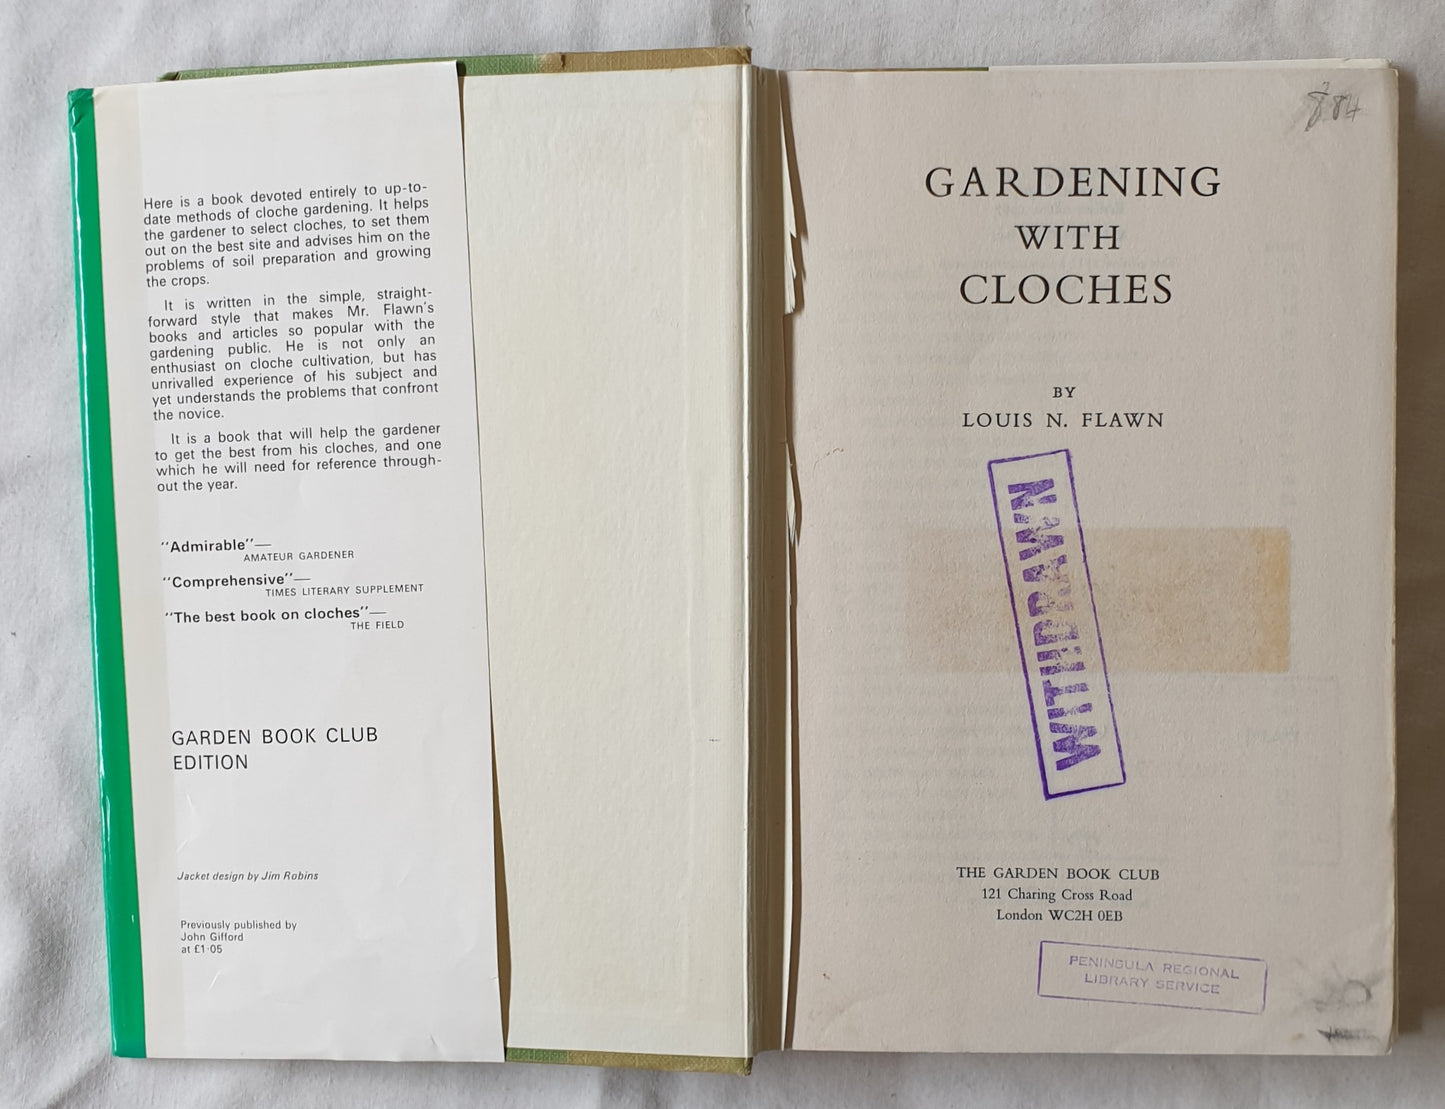 Here is a book devoted entirely to up-to-
date methods of cloche gardening. It helps
the gardener to select cloches, to set them
out on the best site and advises him on the
problems of soil preparation and growing
the crops.
It is written in the simple, straight-
forward style that makes Mr. Flawn's
books and articles so popular with the
gardening public. He is not only an
enthusiast on cloche cultivation, but has
unrivalled experience of his subject and
yet understands the problems that confront
the novice.
It is a book that will help the gardener
to get the best from his cloches, and one
which he will need for reference through-
out the year.
"Admirable"—
AMATEUR GARDENER
"Comprehensive"—
TIMES LITERARY SUPPLEMENT
"The best book on cloches"—
THE FIELD
GARDEN BOOK CLUB
EDITION
Jacket design by Jim Robins
Previously published by
John Gifford
at £1·05
GARDENING
WITH
CLOCHES
BY
LOUIS N. FLAWN
WITHDRAWN
THE GARDEN BOOK CLUB
121 Charing Cross Road
London WC2H 0EB
PENINSULA REGIONAL
LIBRARY SERVICE